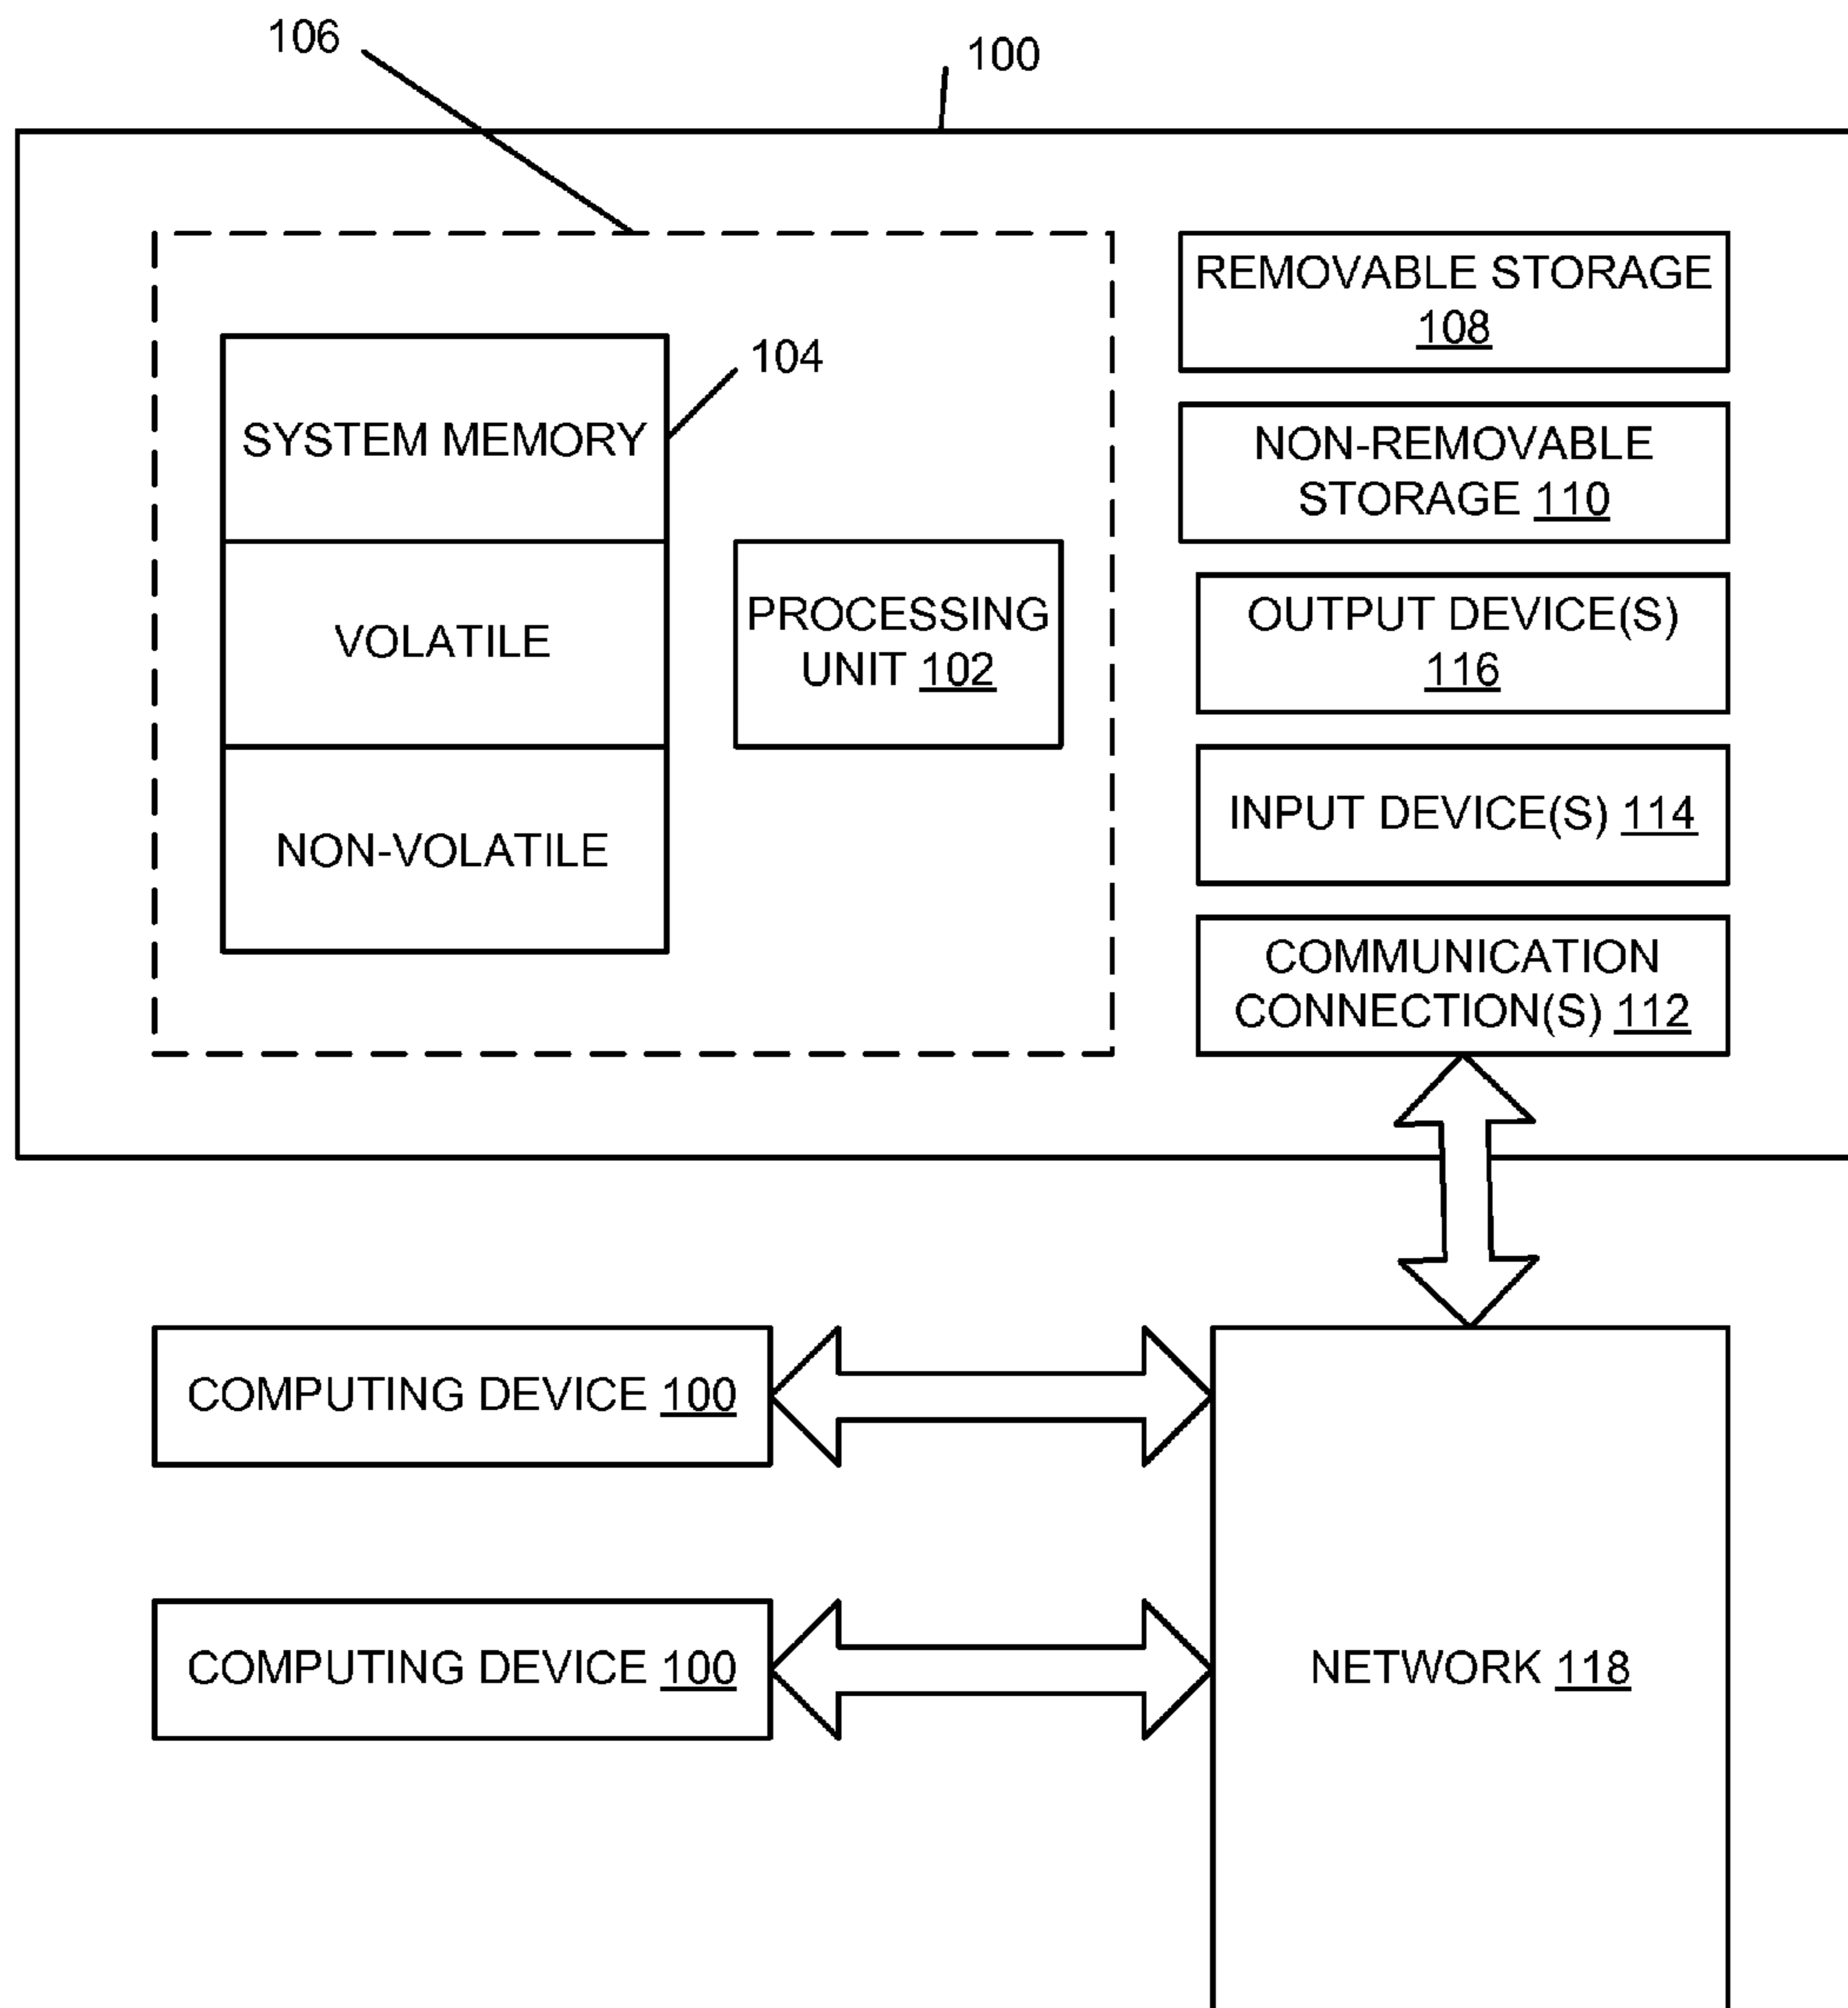 106
100
REMOVABLE STORAGE
108
104
SYSTEM MEMORY
NON-REMOVABLE
STORAGE 110
VOLATILE
PROCESSING
UNIT 102
OUTPUT DEVICE(S)
116
NON-VOLATILE
INPUT DEVICE(S) 114
COMMUNICATION
CONNECTION(S) 112
COMPUTING DEVICE 100
COMPUTING DEVICE 100
NETWORK 118